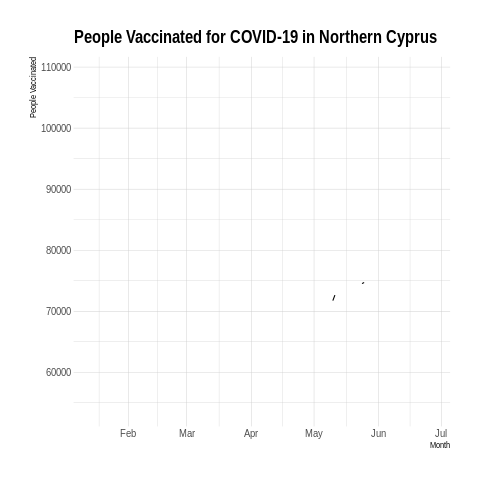 People Vaccinated for COVID-19 in Northern Cyprus
People Vaccinated
110000
100000
90000
80000
70000
60000
Feb Mar Apr May Jun Jul
Month